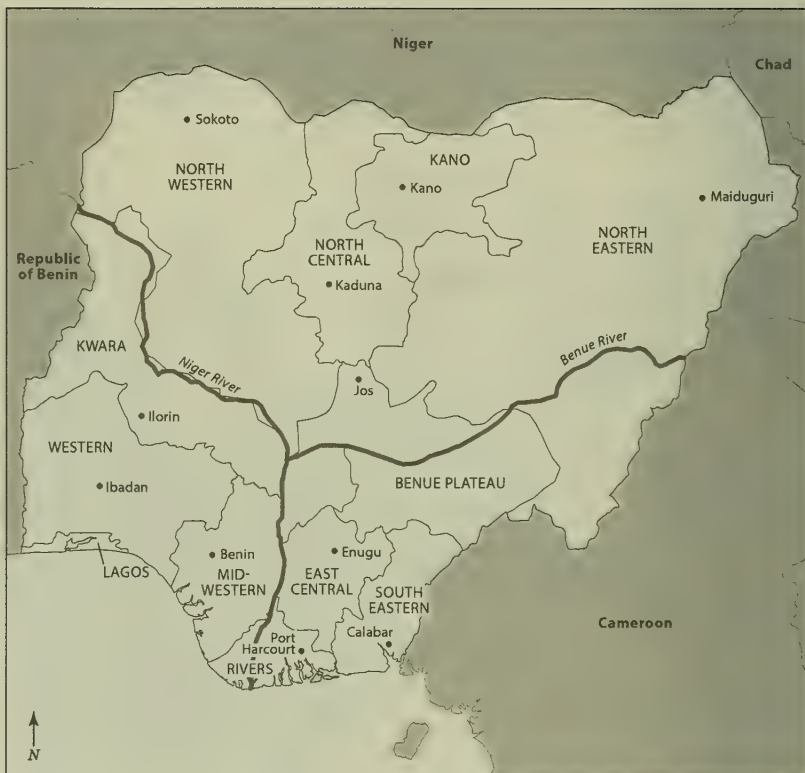 Niger
Chad
Sokoto
NORTH
WESTERN
KANO
Kano
Maiduguri
NORTH
CENTRAL
Kaduna
NORTH
EASTERN
Republic
of Benin
KWARA
Niger River
Benue River
Jos
Ilorin
WESTERN
Ibadan
BENUE PLATEAU
LAGOS
Benin
MID-
WESTERN
Enugu
EAST
CENTRAL
SOUTH
EASTERN
Calabar
Cameroon
Port
Harcourt
RIVERS
N